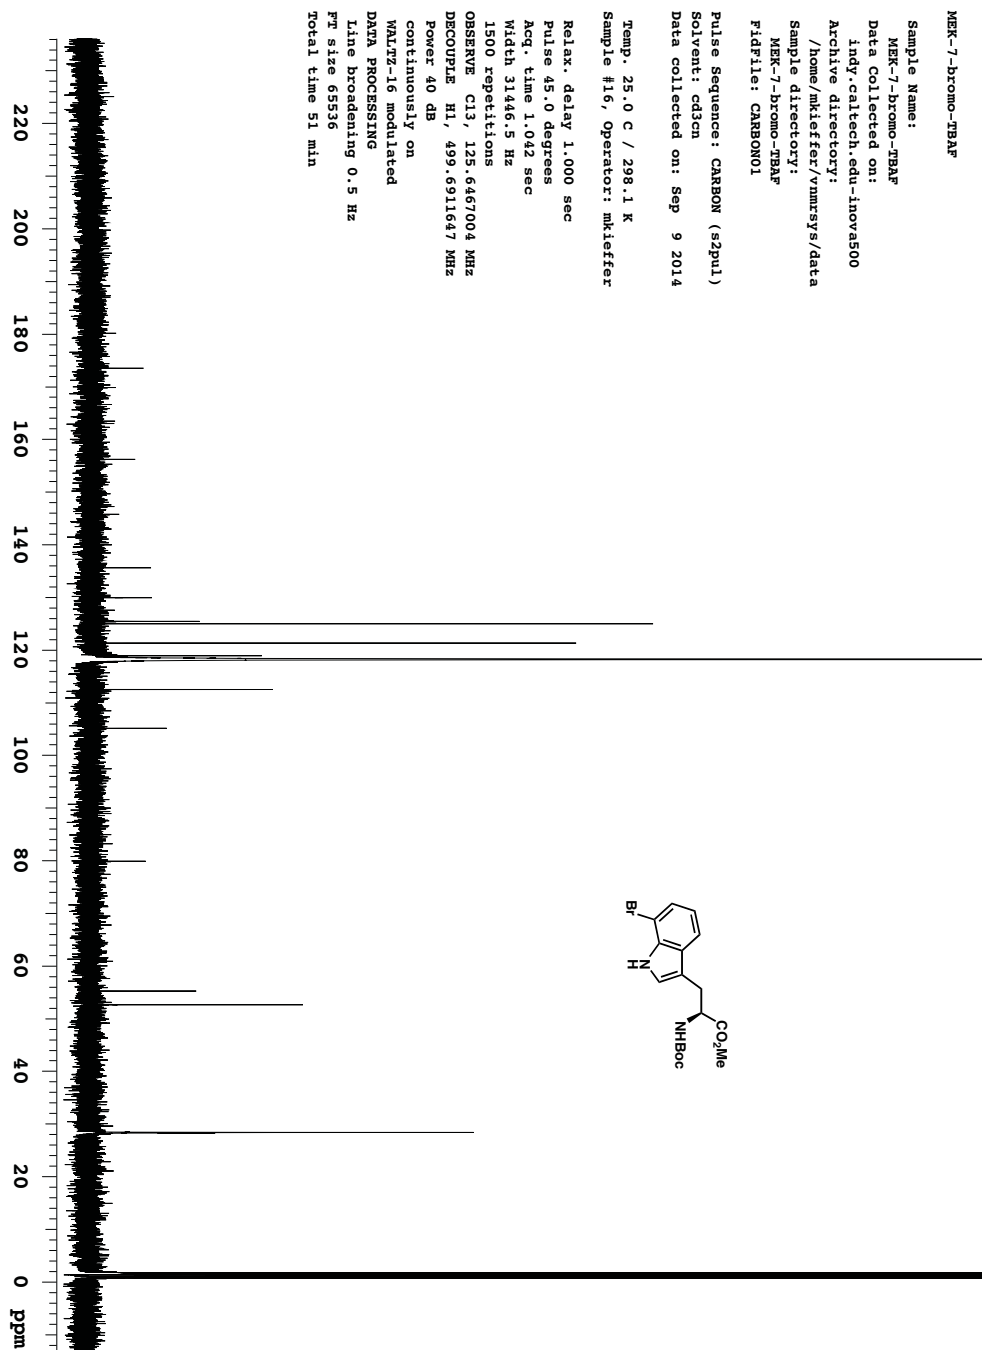 MEK-7-bromo-TBAF
Sample Name:
MEK-7-bromo-TBAF
Data Collected on:
indy.caltech.edu-inova500
Archive directory:
/home/mkieffer/vnmrsys/data
Sample directory:
MEK-7-bromo-TBAF
FidFile: CARBON01
Pulse Sequence: CARBON (s2pul)
Solvent: cd3cn
Data collected on: Sep 9 2014
Temp. 25.0 C / 298.1 K
Sample #16, Operator: mkieffer
Relax. delay 1.000 sec
Pulse 45.0 degrees
Acq. time 1.042 sec
Width 31446.5 Hz
1500 repetitions
OBSERVE C13, 125.6467004 MHz
DECOUPLE H1, 499.6911647 MHz
Power 40 dB
continuously on
WALTZ-16 modulated
DATA PROCESSING
Line broadening 0.5 Hz
FT size 65536
Total time 51 min
CO2Me
NHBoc
N
H
Br
220 200 180 160 140 120 100 80 60 40 20 0 ppm